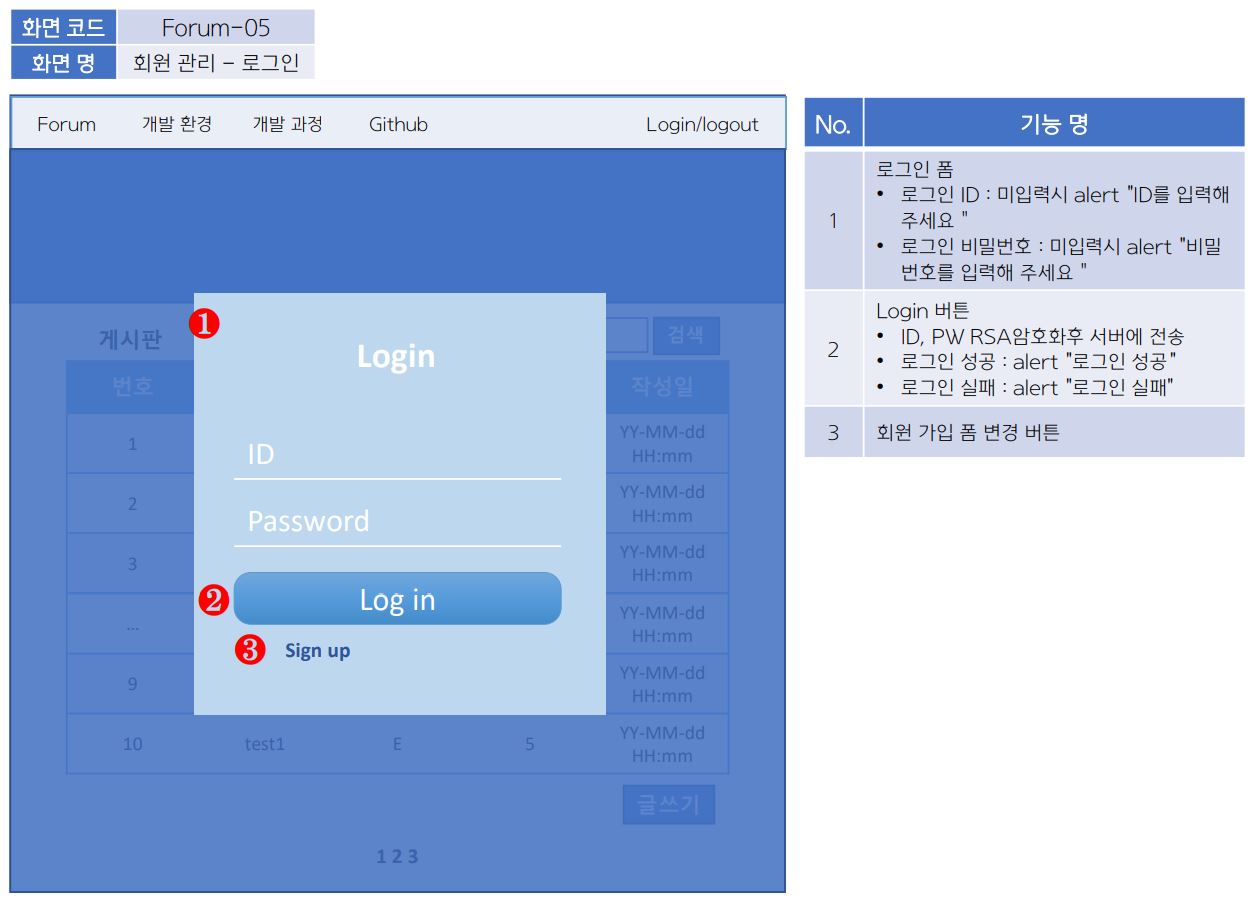 화면 코드 Forum-05
화면 명 회원 관리 – 로그인
Forum 개발 환경 개발 과정 Github Login/logout
게시판 검색
번호 작성일
1 YY-MM-dd
HH:mm
2 YY-MM-dd
HH:mm
3 YY-MM-dd
HH:mm
... YY-MM-dd
HH:mm
9 YY-MM-dd
HH:mm
10 test1 E 5 YY-MM-dd
HH:mm
글쓰기
1 2 3
❶
Login
ID
Password
❷ Log in
❸ Sign up
No. 기능 명
1
로그인 폼
• 로그인 ID : 미입력시 alert "ID를 입력해
주세요 "
• 로그인 비밀번호 : 미입력시 alert "비밀
번호를 입력해 주세요 "
2
Login 버튼
• ID, PW RSA암호화후 서버에 전송
• 로그인 성공 : alert "로그인 성공"
• 로그인 실패 : alert "로그인 실패"
3 회원 가입 폼 변경 버튼